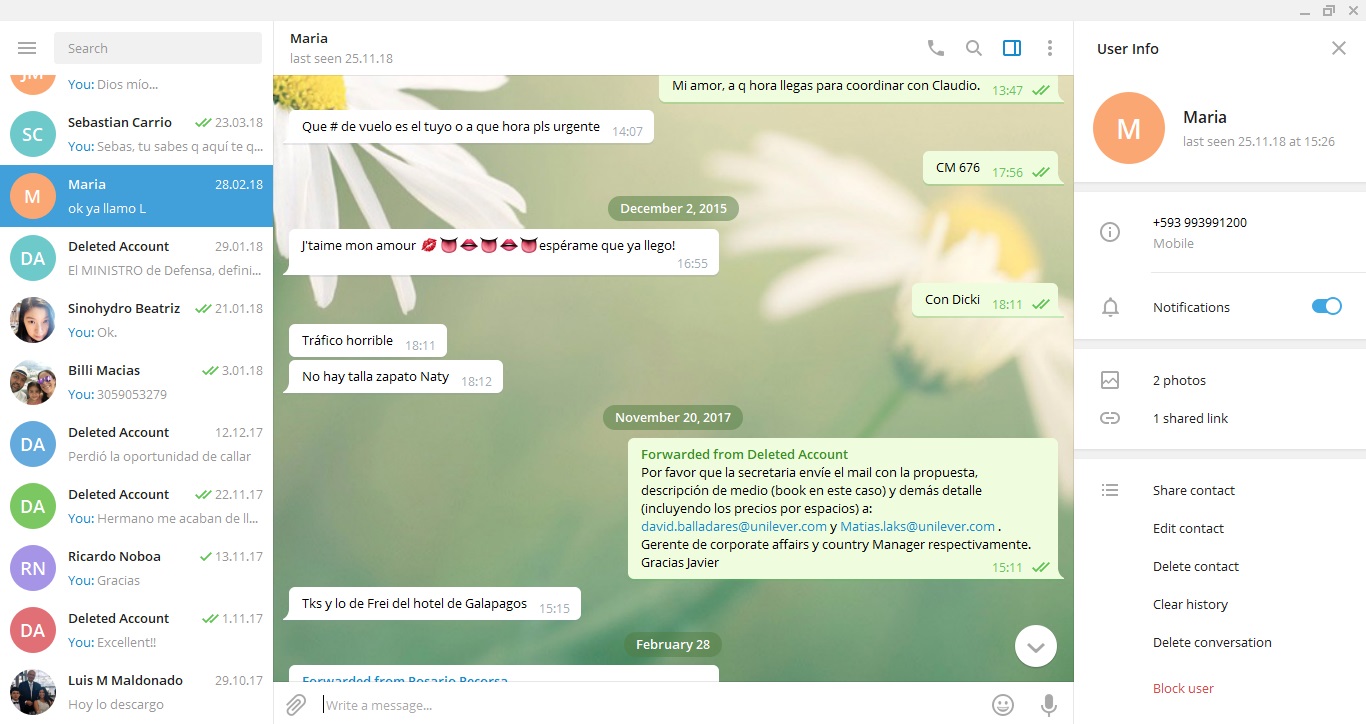 Search
JM
You: Dios mío...
SC
Sebastian Carrio
23.03.18
You: Sebas, tu sabes q aquí te q...
M
Maria
28.02.18
ok ya llamo L
DA
Deleted Account
29.01.18
El MINISTRO de Defensa, defini...
Sinohydro Beatriz
21.01.18
You: Ok.
Billi Macias
3.01.18
You: 3059053279
DA
Deleted Account
12.12.17
Perdió la oportunidad de callar
DA
Deleted Account
22.11.17
You: Hermano me acaban de ll...
RN
Ricardo Noboa
13.11.17
You: Gracias
DA
Deleted Account
1.11.17
You: Excellent!!
Luis M Maldonado
29.10.17
Hoy lo descargo
Maria
last seen 25.11.18
Mi amor, a q hora llegas para coordinar con Claudio.
13:47
Que # de vuelo es el tuyo o a que hora pls urgente
14:07
CM 676
17:56
December 2, 2015
J'taime mon amour 💋👅👄👅👄👅espérame que ya llego!
16:55
Con Dicki
18:11
Tráfico horrible
18:11
No hay talla zapato Naty
18:12
November 20, 2017
Forwarded from Deleted Account
Por favor que la secretaria envíe el mail con la propuesta,
descripción de medio (book en este caso) y demás detalle
(incluyendo los precios por espacios) a:
david.balladares@unilever.com y Matias.laks@unilever.com .
Gerente de corporate affairs y country Manager respectivamente.
Gracias Javier
15:11
Tks y lo de Frei del hotel de Galapagos
15:15
February 28
Forwarded from Rosario Recorsa
Write a message...
User Info
M
Maria
last seen 25.11.18 at 15:26
+593 993991200
Mobile
Notifications
2 photos
1 shared link
Share contact
Edit contact
Delete contact
Clear history
Delete conversation
Block user